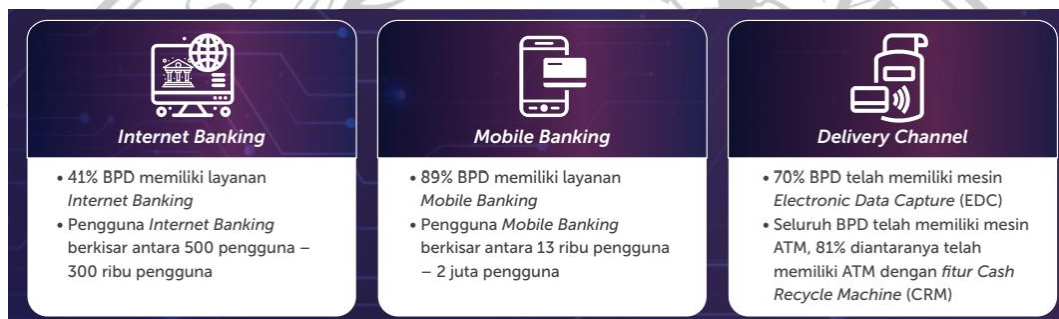 Internet Banking
• 41% BPD memiliki layanan
Internet Banking
• Pengguna Internet Banking
berkisar antara 500 pengguna –
300 ribu pengguna
Mobile Banking
• 89% BPD memiliki layanan
Mobile Banking
• Pengguna Mobile Banking
berkisar antara 13 ribu pengguna
– 2 juta pengguna
Delivery Channel
• 70% BPD telah memiliki mesin
Electronic Data Capture (EDC)
• Seluruh BPD telah memiliki mesin
ATM, 81% diantaranya telah
memiliki ATM dengan fitur Cash
Recycle Machine (CRM)